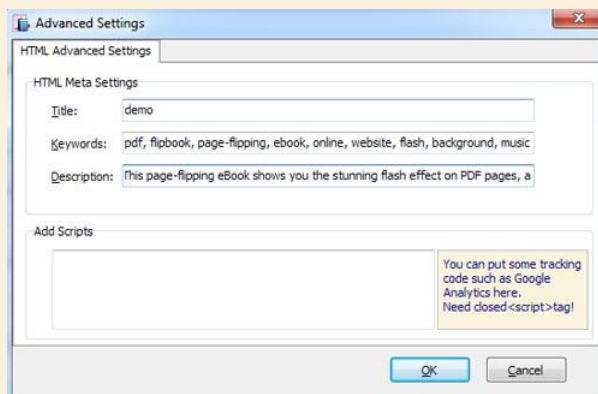 Advanced Settings
HTML Advanced Settings
HTML Meta Settings
Title: demo
Keywords: pdf, flipbook, page-flipping, ebook, online, website, flash, background, music
Description: This page-flipping eBook shows you the stunning flash effect on PDF pages, a
Add Scripts
You can put some tracking
code such as Google
Analytics here.
Need closed<script>tag!
OK Cancel